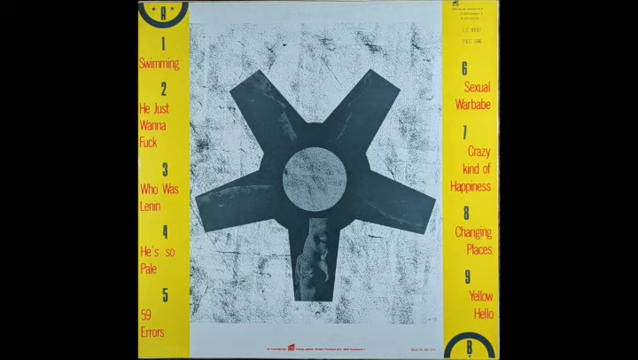 A
1
Swimming
2
He Just
Wanna
Fuck
3
Who Was
Lenin
4
He's so
Pale
5
59
Errors
6
Sexual
Warbabe
7
Crazy
kind of
Happiness
8
Changing
Places
9
Yellow
Hello
B